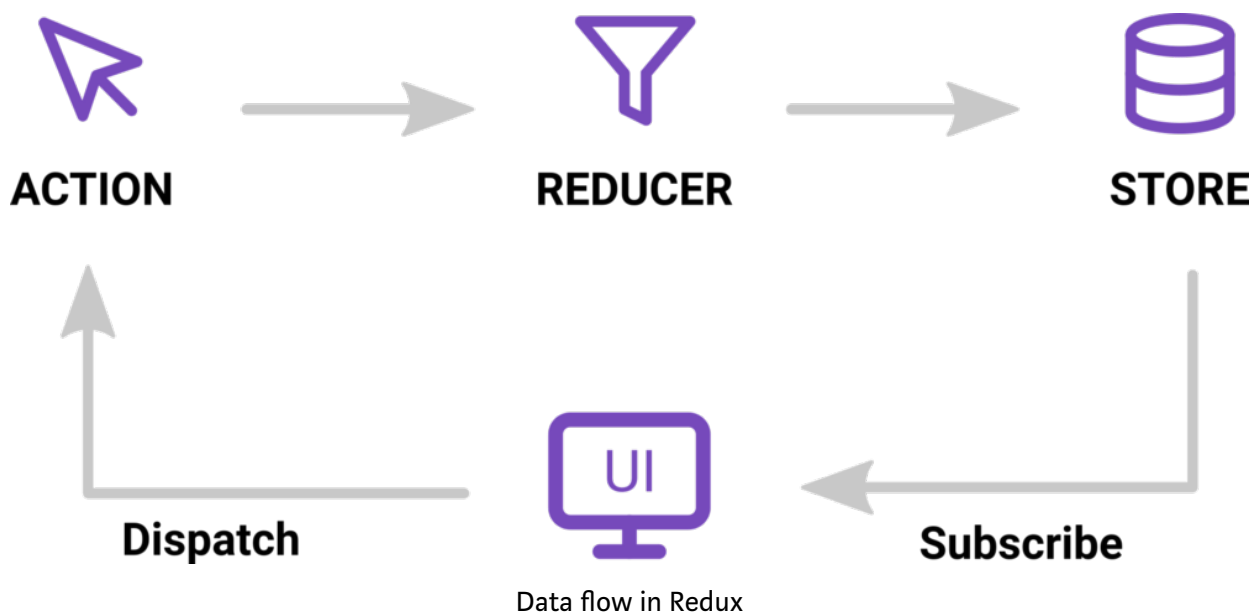 ACTION
REDUCER
STORE
UI
Dispatch
Subscribe
Data flow in Redux